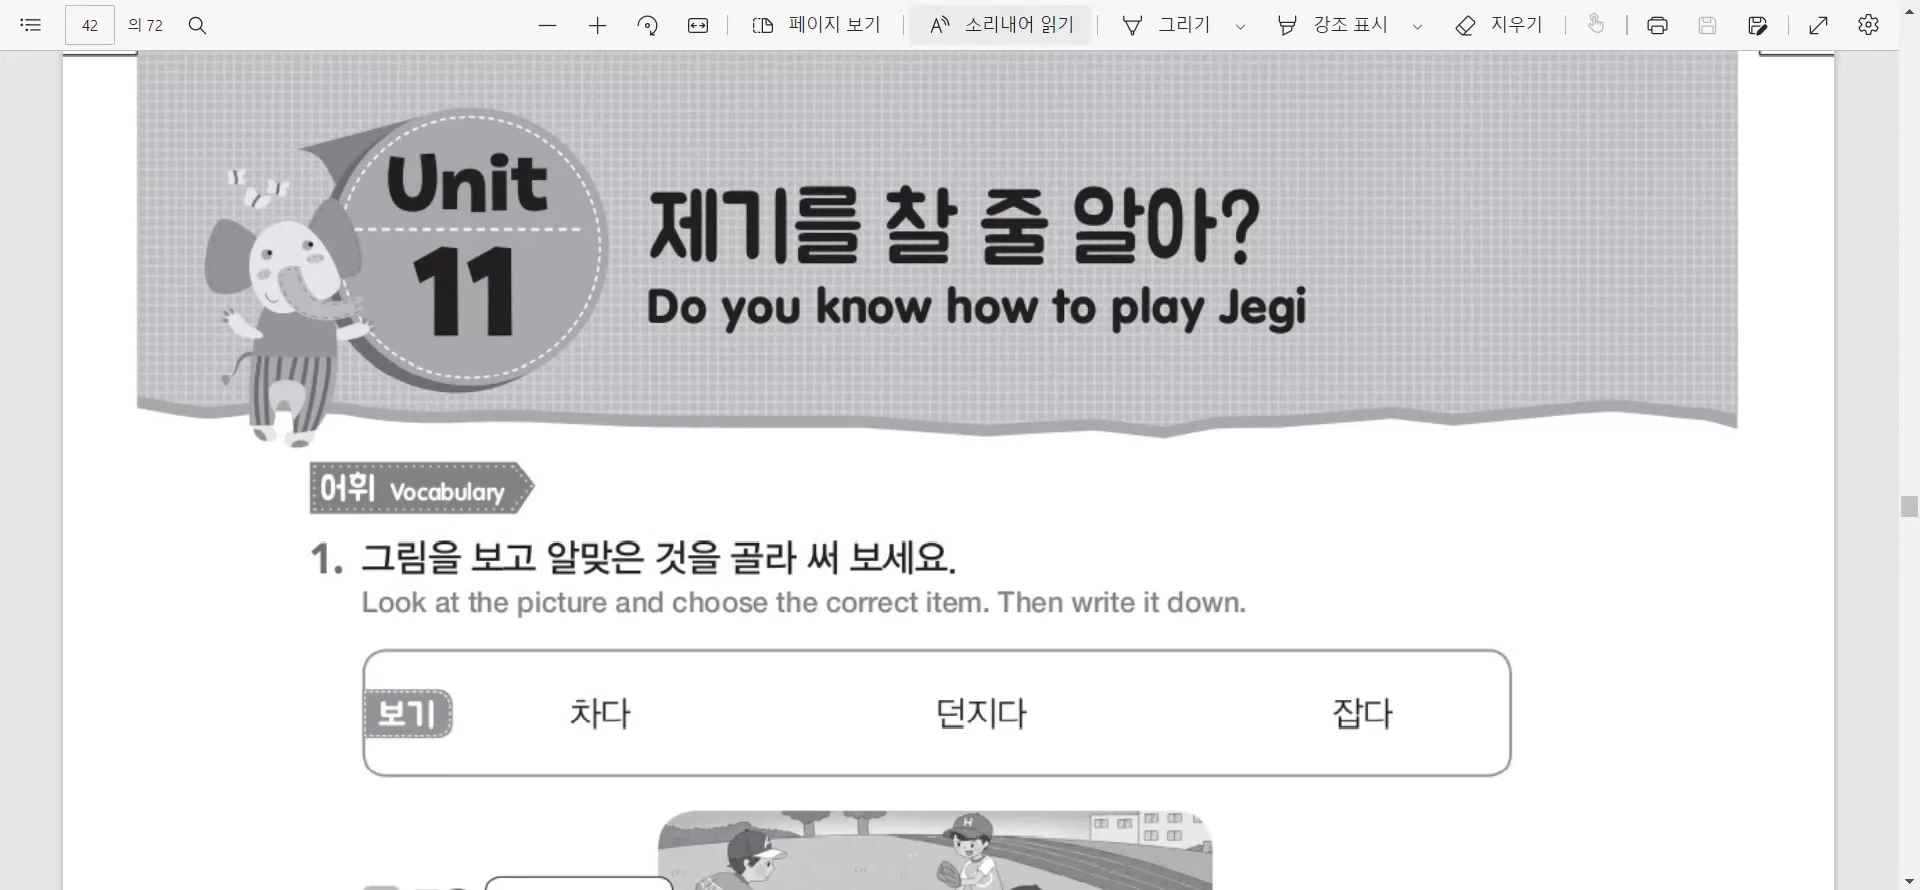 42 의 72 페이지 보기 소리내어 읽기 그리기 강조 표시 지우기
Unit
11
제기를 찰 줄 알아?
Do you know how to play Jegi
어휘 Vocabulary
1. 그림을 보고 알맞은 것을 골라 써 보세요.
Look at the picture and choose the correct item. Then write it down.
보기 차다 던지다 잡다
H
H